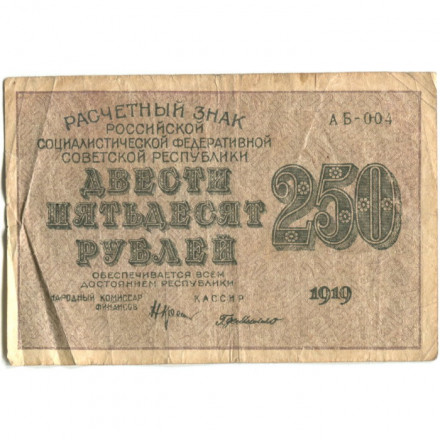 РАСЧЕТНЫЙ ЗНАК
РОССИЙСКОЙ
СОЦИАЛИСТИЧЕСКОЙ ФЕДЕРАТИВНОЙ
СОВЕТСКОЙ РЕСПУБЛИКИ
АБ-004
ДВЕСТИ
ПЯТЬДЕСЯТ
РУБЛЕЙ
250
ОБЕСПЕЧИВАЕТСЯ ВСЕМ
ДОСТОЯНИЕМ РЕСПУБЛИКИ
НАРОДНЫЙ КОМИССАР
ФИНАНСОВ
КАССИР
1919